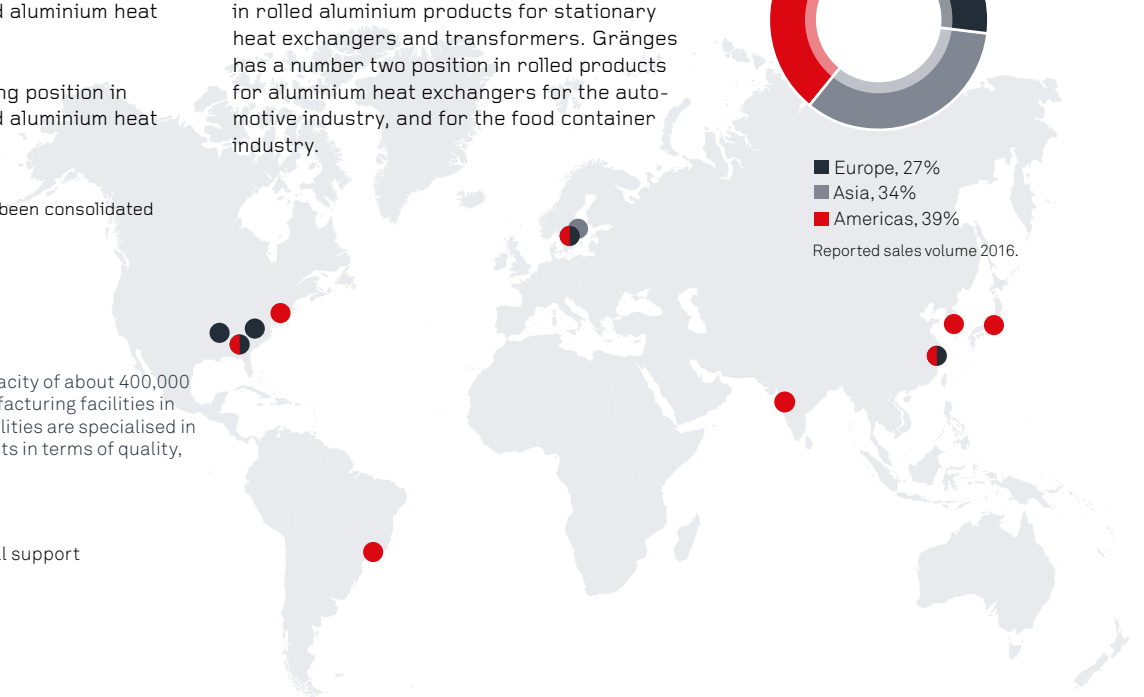 d aluminium heat
ng position in
d aluminium heat
been consolidated
acity of about 400,000
facturing facilities in
lities are specialised in
ts in terms of quality,
l support
in rolled aluminium products for stationary
heat exchangers and transformers. Gränges
has a number two position in rolled products
for aluminium heat exchangers for the auto-
motive industry, and for the food container
industry.
Europe, 27%
Asia, 34%
Americas, 39%
Reported sales volume 2016.